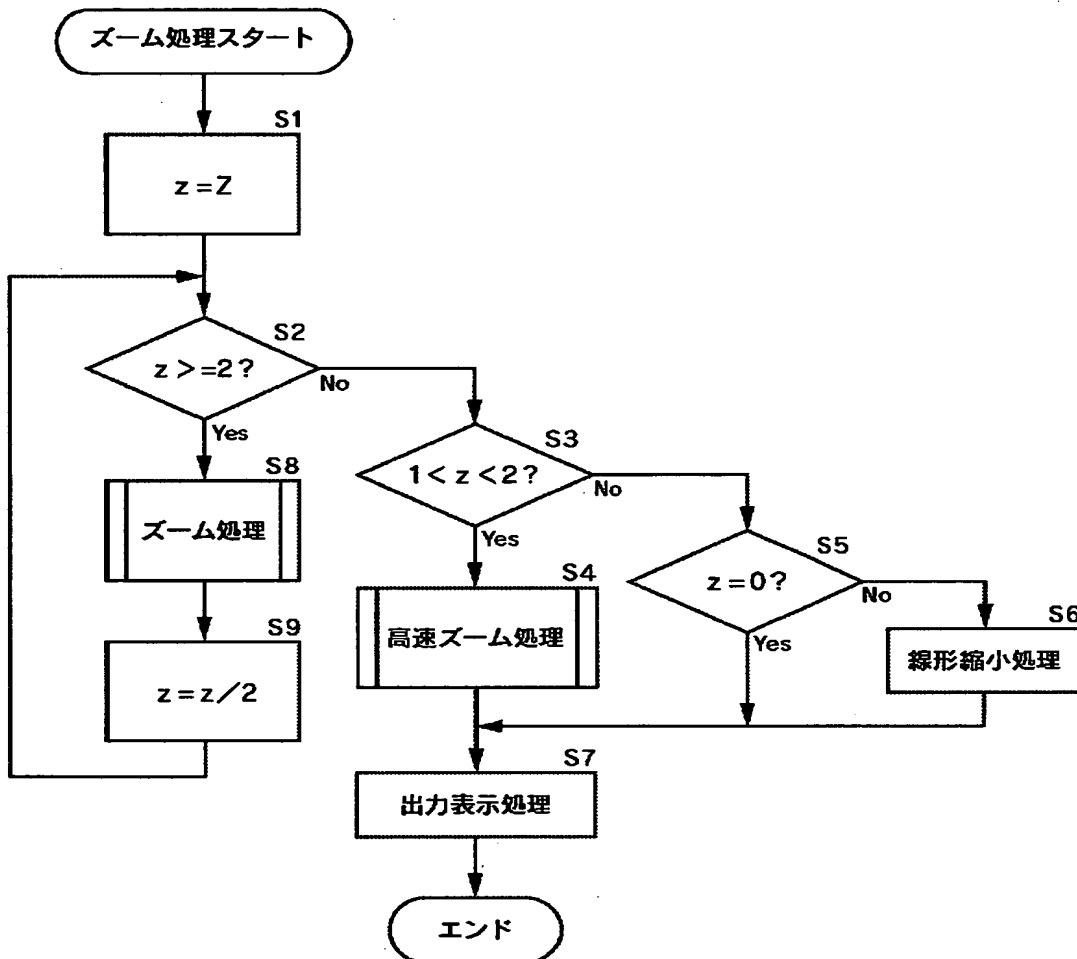 ズーム処理スタート
S1
z=Z
S2
z>=2?
No
Yes
S3
1<z<2?
No
Yes
S8
ズーム処理
S4
高速ズーム処理
S5
z=0?
No
Yes
S9
z=z/2
S6
線形縮小処理
S7
出力表示処理
エンド